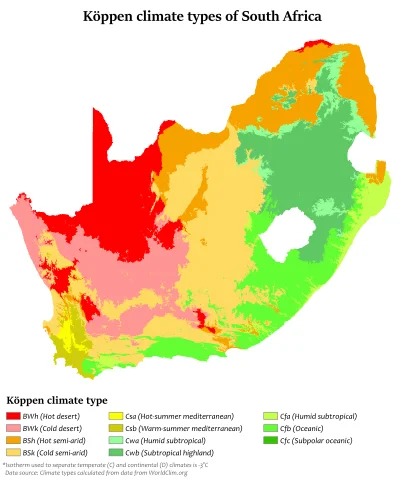 Köppen climate types of South Africa
Köppen climate type
BWh (Hot desert)
BWk (Cold desert)
BSh (Hot semi-arid)
BSk (Cold semi-arid)
Csa (Hot-summer mediterranean)
Csb (Warm-summer mediterranean)
Cwa (Humid subtropical)
Cwb (Subtropical highland)
Cfa (Humid subtropical)
Cfb (Oceanic)
Cfc (Subpolar oceanic)
*Isotherm used to separate temperate (C) and continental (D) climates is -3°C
Data source: Climate types calculated from data from WorldClim.org